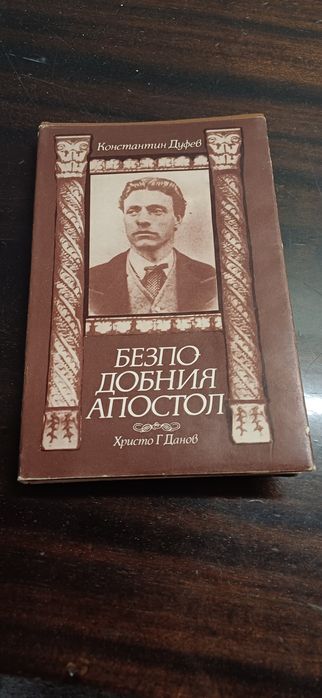 Константин Дуфев
БЕЗПО
ДОБНИЯ
АПОСТОЛ
Христо Г Данов